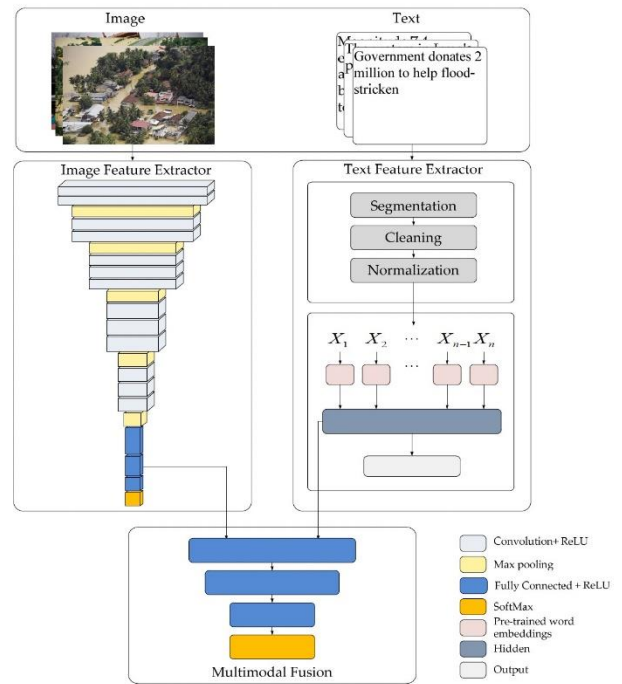 Image
Text
Government donates 2
million to help flood-
stricken
Image Feature Extractor
Text Feature Extractor
Segmentation
Cleaning
Normalization
X1 X2 ... Xn−1 Xn
...
Hidden
Output
Convolution+ ReLU
Max pooling
Fully Connected + ReLU
SoftMax
Pre-trained word
embeddings
Multimodal Fusion